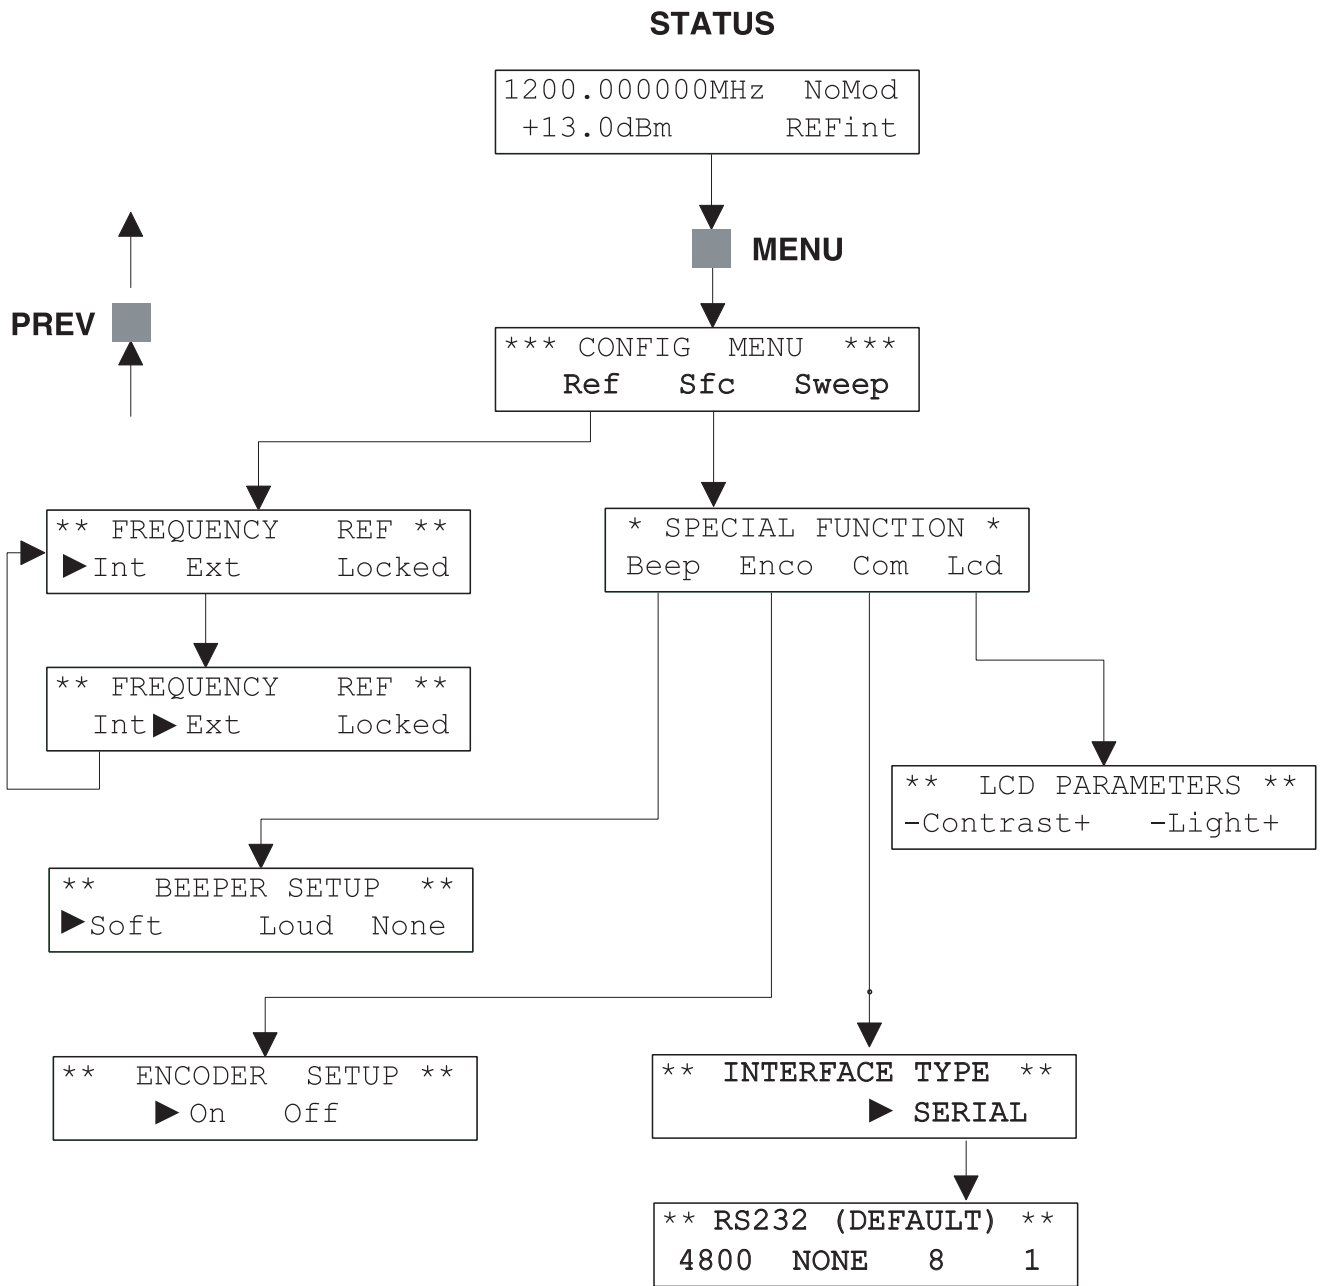 STATUS
1200.000000MHz NoMod
+13.0dBm REFint
MENU
PREV
*** CONFIG MENU ***
Ref Sfc Sweep
** FREQUENCY REF **
▶Int Ext Locked
* SPECIAL FUNCTION *
Beep Enco Com Lcd
** FREQUENCY REF **
Int▶Ext Locked
** LCD PARAMETERS **
-Contrast+ -Light+
** BEEPER SETUP **
▶Soft Loud None
** ENCODER SETUP **
▶On Off
** INTERFACE TYPE **
▶ SERIAL
** RS232 (DEFAULT) **
4800 NONE 8 1